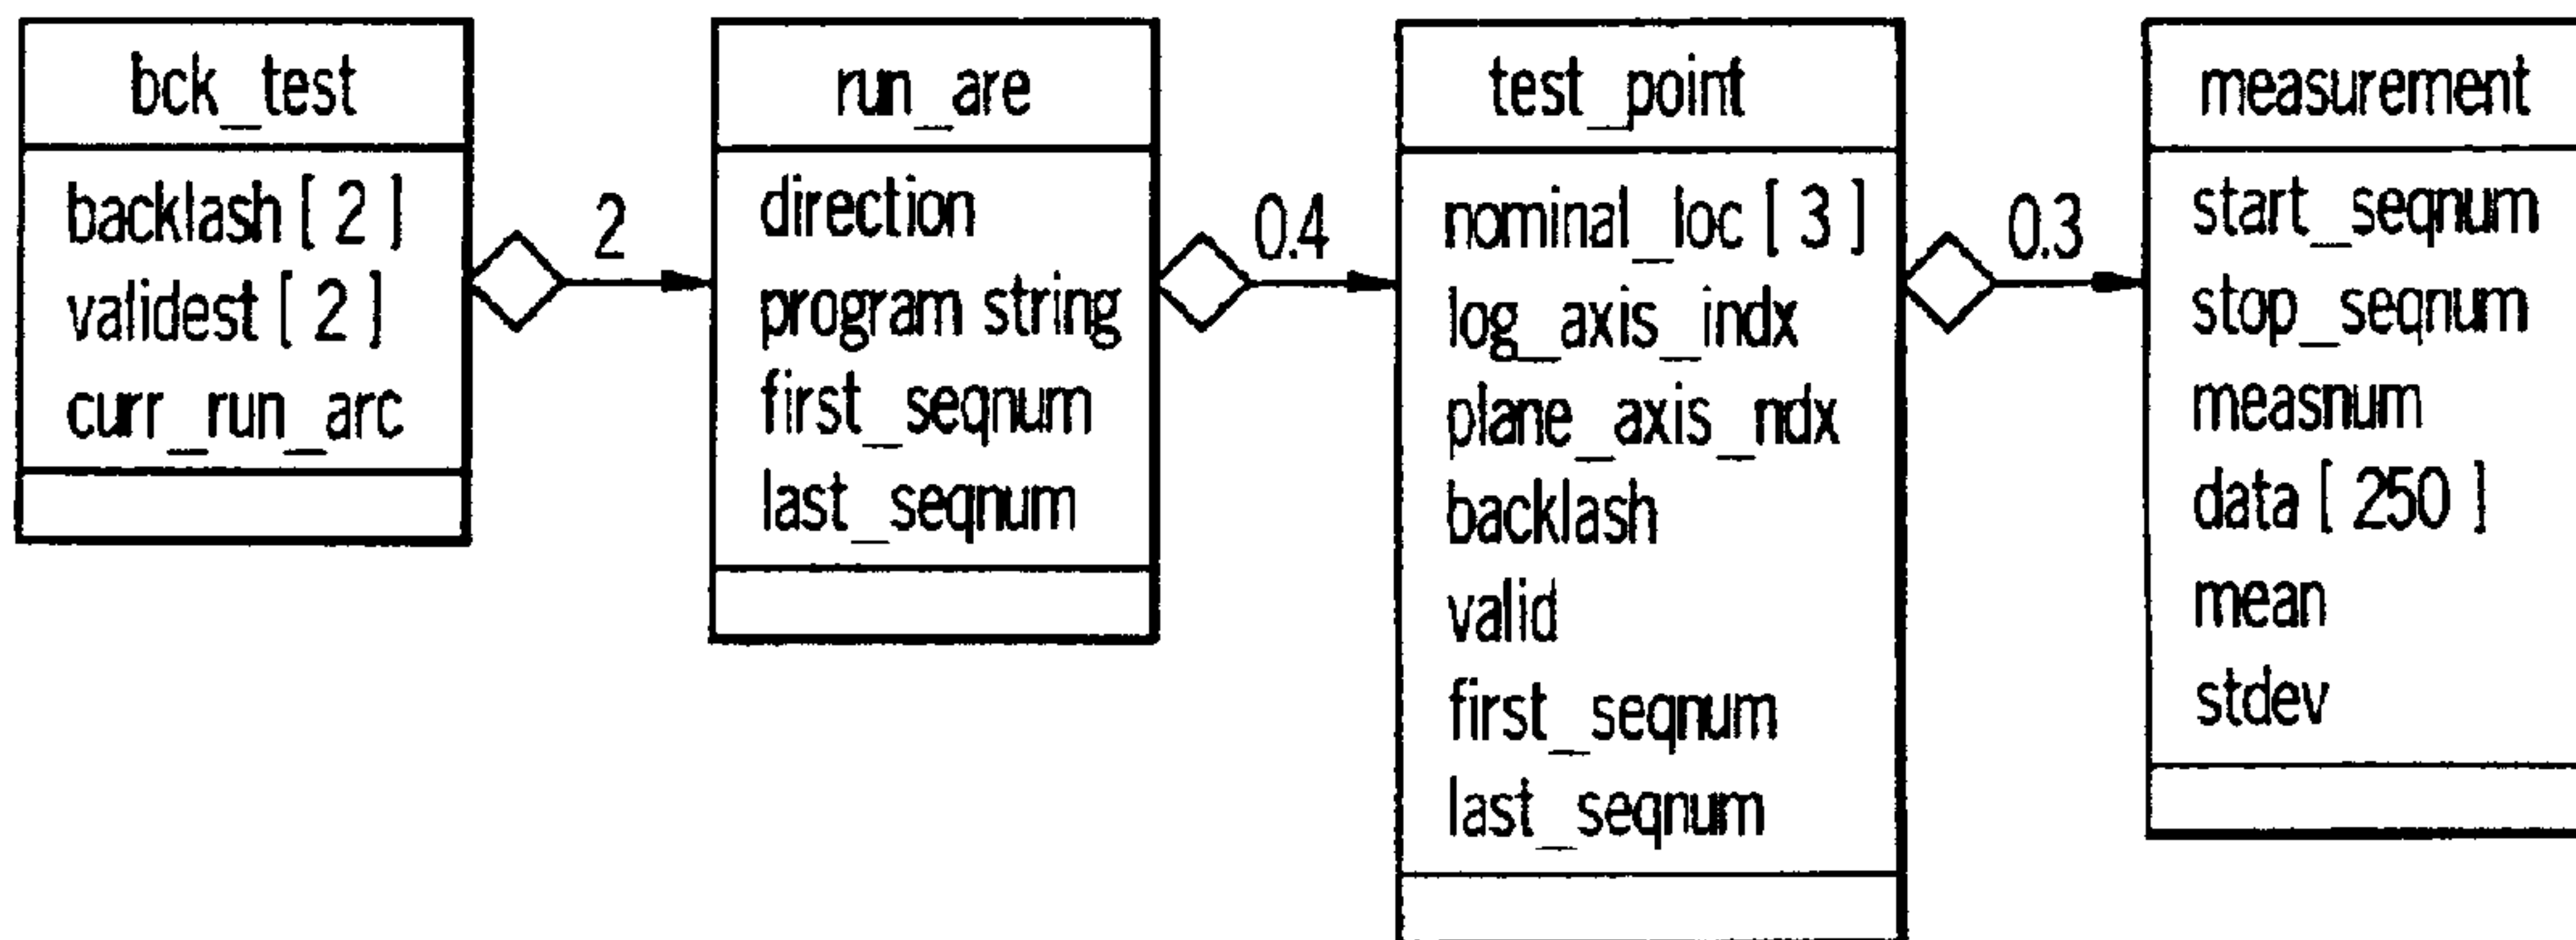 bck_test
backlash [ 2 ]
validest [ 2 ]
curr_run_arc
2
run_are
direction
program string
first_seqnum
last_seqnum
0.4
test_point
nominal_loc [ 3 ]
log_axis_indx
plane_axis_ndx
backlash
valid
first_seqnum
last_seqnum
0.3
measurement
start_seqnum
stop_seqnum
measnum
data [ 250 ]
mean
stdev